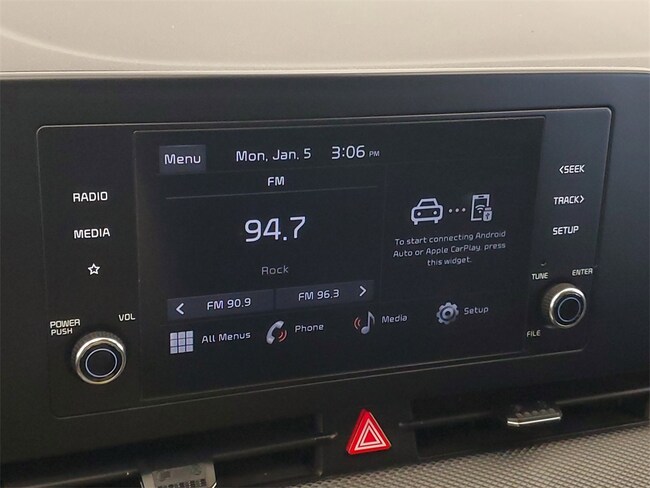 Menu
Mon, Jan. 5
3:06 PM
FM
94.7
Rock
< FM 90.9
FM 96.3 >
To start connecting Android
Auto or Apple CarPlay, press
this widget.
All Menus
Phone
Media
Setup
RADIO
MEDIA
☆
POWER
PUSH
VOL
<SEEK
TRACK>
SETUP
TUNE
ENTER
FILE